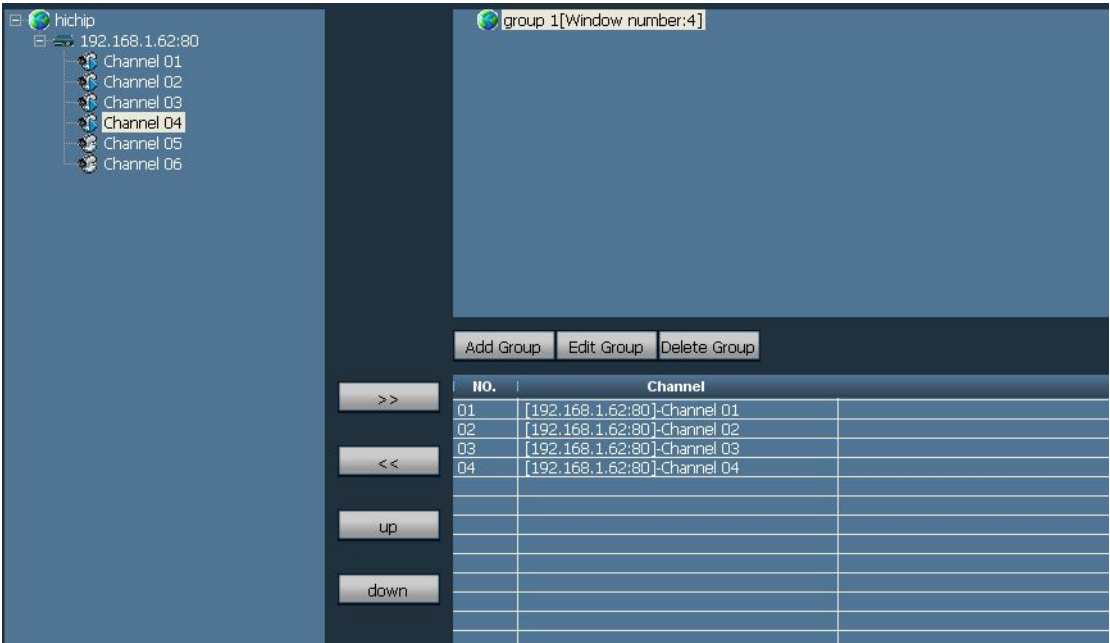 hichip
192.168.1.62:80
Channel 01
Channel 02
Channel 03
Channel 04
Channel 05
Channel 06
group 1[Window number:4]
Add Group Edit Group Delete Group
>>
<<
up
down
NO. Channel
01 [192.168.1.62:80]-Channel 01
02 [192.168.1.62:80]-Channel 02
03 [192.168.1.62:80]-Channel 03
04 [192.168.1.62:80]-Channel 04